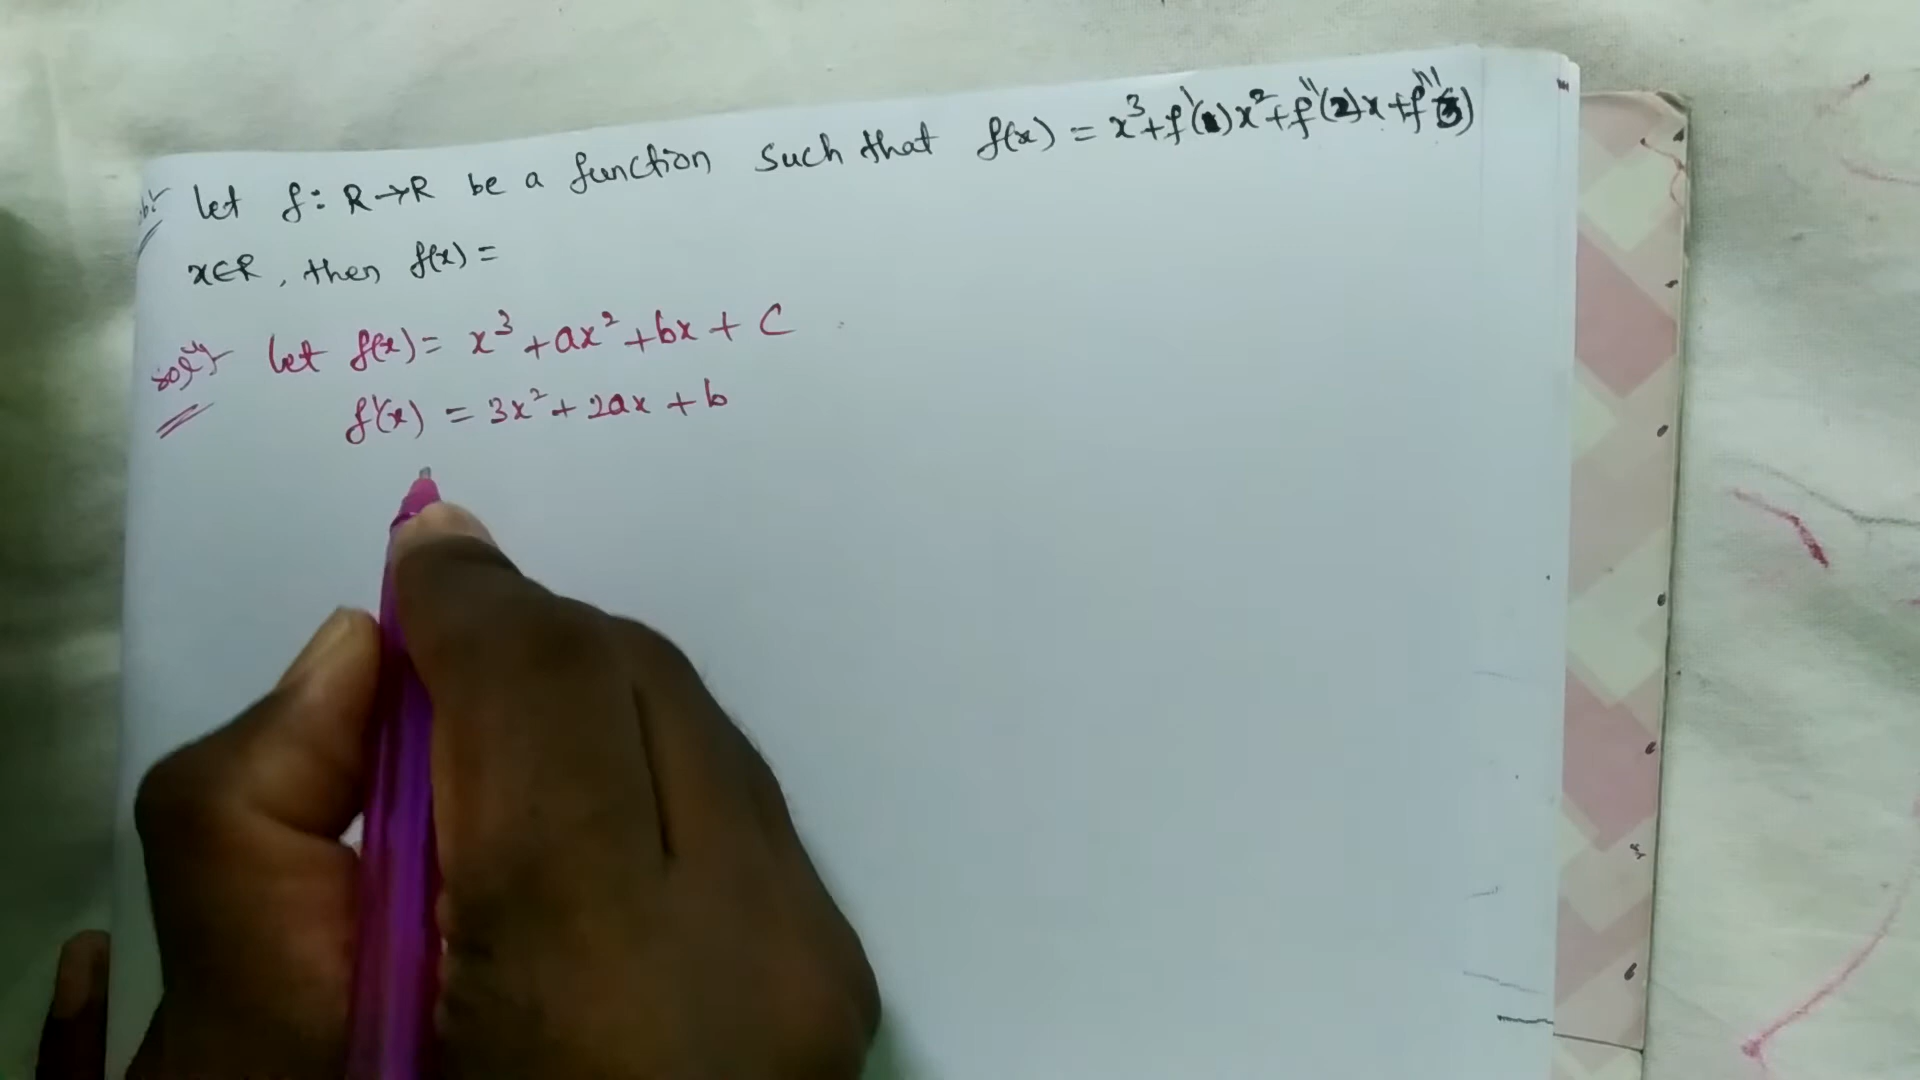 let f: R→R be a function such that f(x) = x³+f'(1)x²+f''(2)x+f'''(3)
x∈R, then f(x) =
let f(x) = x³ + ax² + bx + c
f'(x) = 3x² + 2ax + b